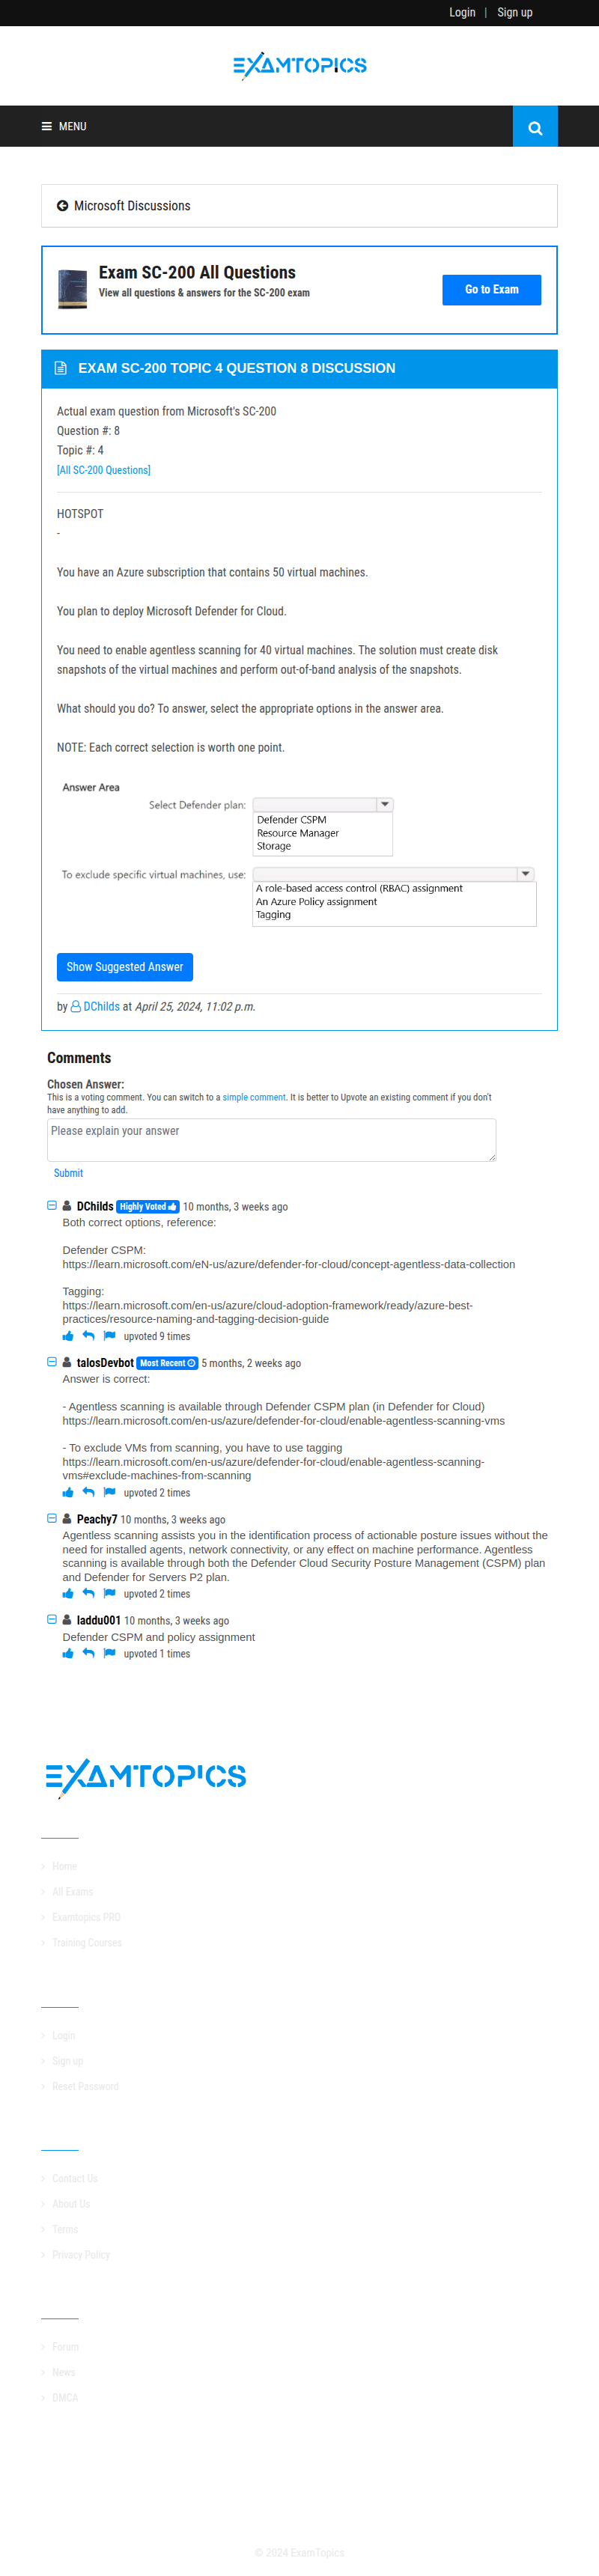 Login | Sign up
EXAMTOPICS
MENU
Microsoft Discussions
Exam SC-200 All Questions
View all questions & answers for the SC-200 exam
Go to Exam
EXAM SC-200 TOPIC 4 QUESTION 8 DISCUSSION
Actual exam question from Microsoft's SC-200
Question #: 8
Topic #: 4
[All SC-200 Questions]
HOTSPOT
-
You have an Azure subscription that contains 50 virtual machines.
You plan to deploy Microsoft Defender for Cloud.
You need to enable agentless scanning for 40 virtual machines. The solution must create disk
snapshots of the virtual machines and perform out-of-band analysis of the snapshots.
What should you do? To answer, select the appropriate options in the answer area.
NOTE: Each correct selection is worth one point.
Answer Area
Select Defender plan:
Defender CSPM
Resource Manager
Storage
To exclude specific virtual machines, use:
A role-based access control (RBAC) assignment
An Azure Policy assignment
Tagging
Show Suggested Answer
by DChilds at April 25, 2024, 11:02 p.m.
Comments
Chosen Answer:
This is a voting comment. You can switch to a simple comment. It is better to Upvote an existing comment if you don't
have anything to add.
Please explain your answer
Submit
DChilds Highly Voted 10 months, 3 weeks ago
Both correct options, reference:
Defender CSPM:
https://learn.microsoft.com/eN-us/azure/defender-for-cloud/concept-agentless-data-collection
Tagging:
https://learn.microsoft.com/en-us/azure/cloud-adoption-framework/ready/azure-best-
practices/resource-naming-and-tagging-decision-guide
upvoted 9 times
talosDevbot Most Recent 5 months, 2 weeks ago
Answer is correct:
- Agentless scanning is available through Defender CSPM plan (in Defender for Cloud)
https://learn.microsoft.com/en-us/azure/defender-for-cloud/enable-agentless-scanning-vms
- To exclude VMs from scanning, you have to use tagging
https://learn.microsoft.com/en-us/azure/defender-for-cloud/enable-agentless-scanning-
vms#exclude-machines-from-scanning
upvoted 2 times
Peachy7 10 months, 3 weeks ago
Agentless scanning assists you in the identification process of actionable posture issues without the
need for installed agents, network connectivity, or any effect on machine performance. Agentless
scanning is available through both the Defender Cloud Security Posture Management (CSPM) plan
and Defender for Servers P2 plan.
upvoted 2 times
laddu001 10 months, 3 weeks ago
Defender CSPM and policy assignment
upvoted 1 times
EXAMTOPICS
Home
All Exams
Examtopics PRO
Training Courses
Login
Sign up
Reset Password
Contact Us
About Us
Terms
Privacy Policy
Forum
News
DMCA
© 2024 ExamTopics